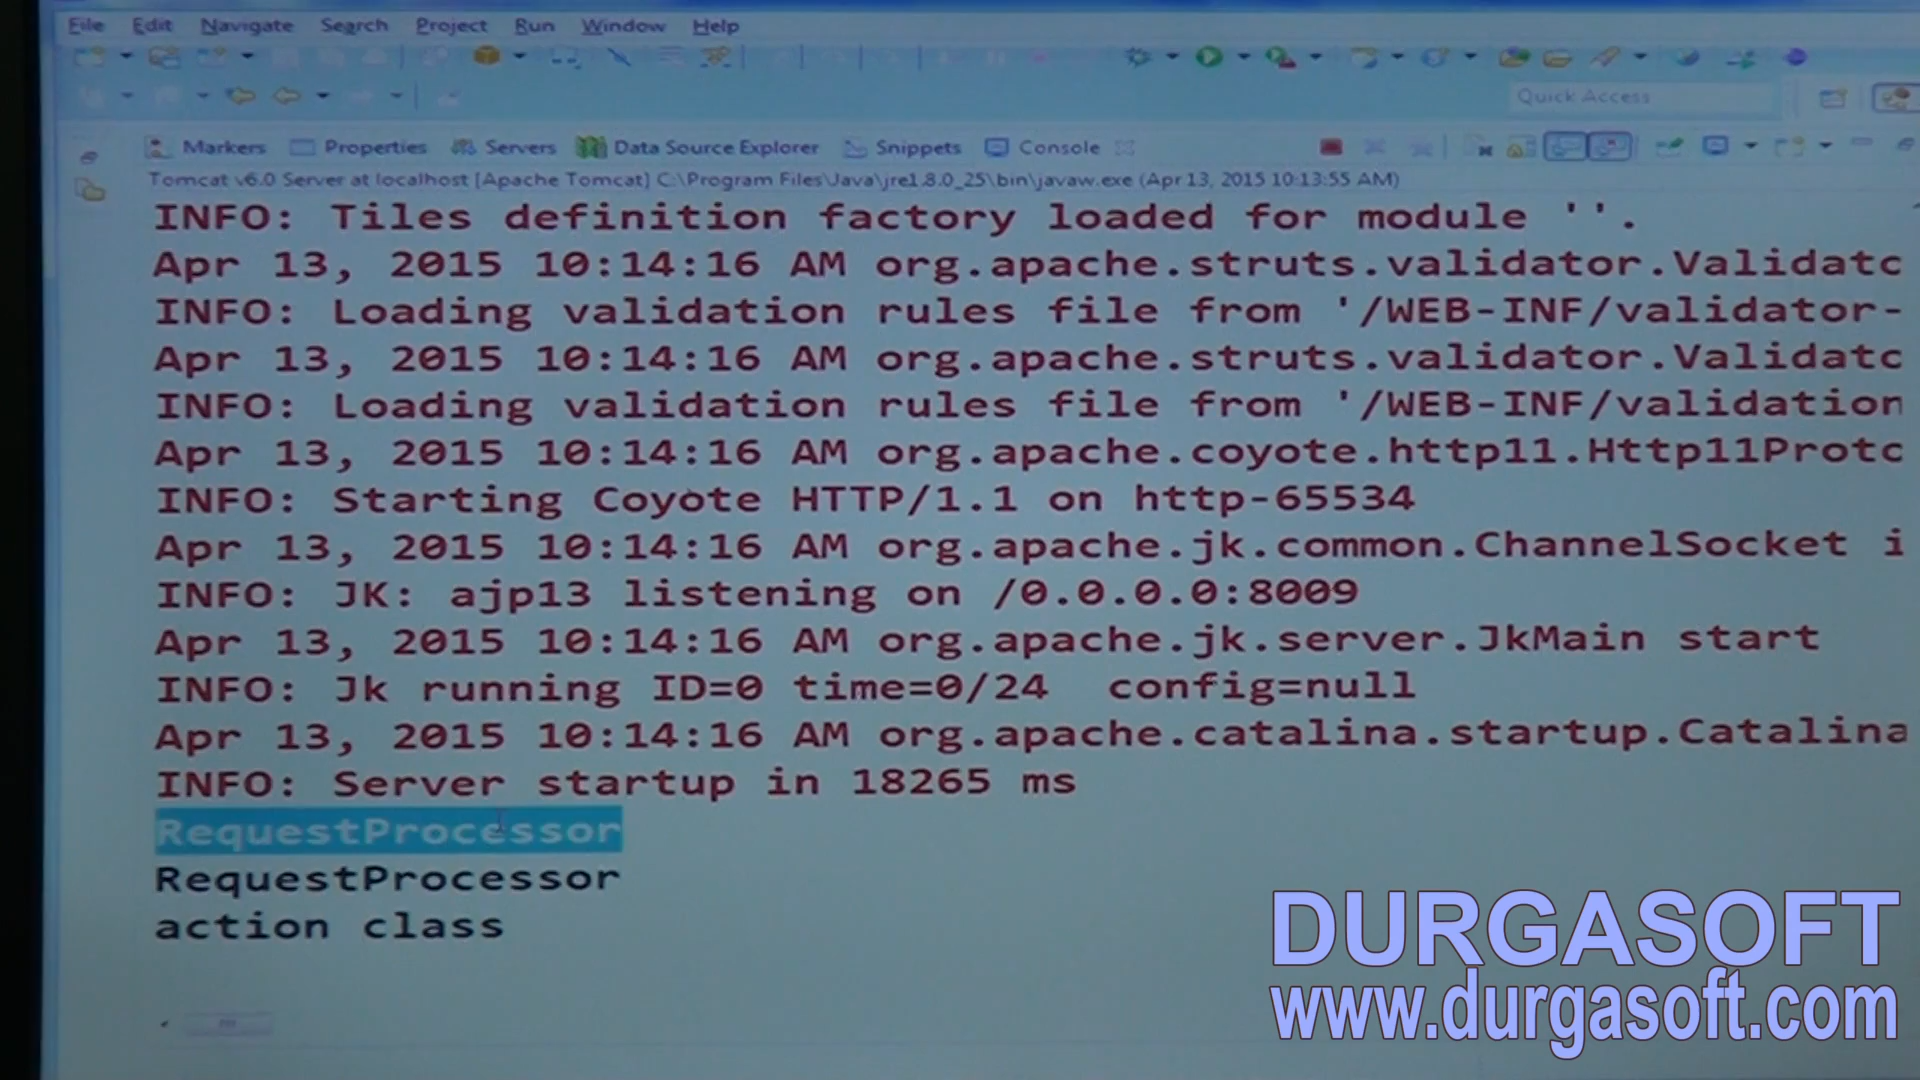 File Edit Navigate Search Project Run Window Help
Quick Access
Markers Properties Servers Data Source Explorer Snippets Console
Tomcat v6.0 Server at localhost [Apache Tomcat] C:\Program Files\Java\jre1.8.0_25\bin\javaw.exe (Apr 13, 2015 10:13:55 AM)
INFO: Tiles definition factory loaded for module ''.
Apr 13, 2015 10:14:16 AM org.apache.struts.validator.Validato
INFO: Loading validation rules file from '/WEB-INF/validator-
Apr 13, 2015 10:14:16 AM org.apache.struts.validator.Validato
INFO: Loading validation rules file from '/WEB-INF/validation
Apr 13, 2015 10:14:16 AM org.apache.coyote.http11.Http11Proto
INFO: Starting Coyote HTTP/1.1 on http-65534
Apr 13, 2015 10:14:16 AM org.apache.jk.common.ChannelSocket i
INFO: JK: ajp13 listening on /0.0.0.0:8009
Apr 13, 2015 10:14:16 AM org.apache.jk.server.JkMain start
INFO: Jk running ID=0 time=0/24 config=null
Apr 13, 2015 10:14:16 AM org.apache.catalina.startup.Catalina
INFO: Server startup in 18265 ms
RequestProcessor
RequestProcessor
action class
DURGASOFT
www.durgasoft.com